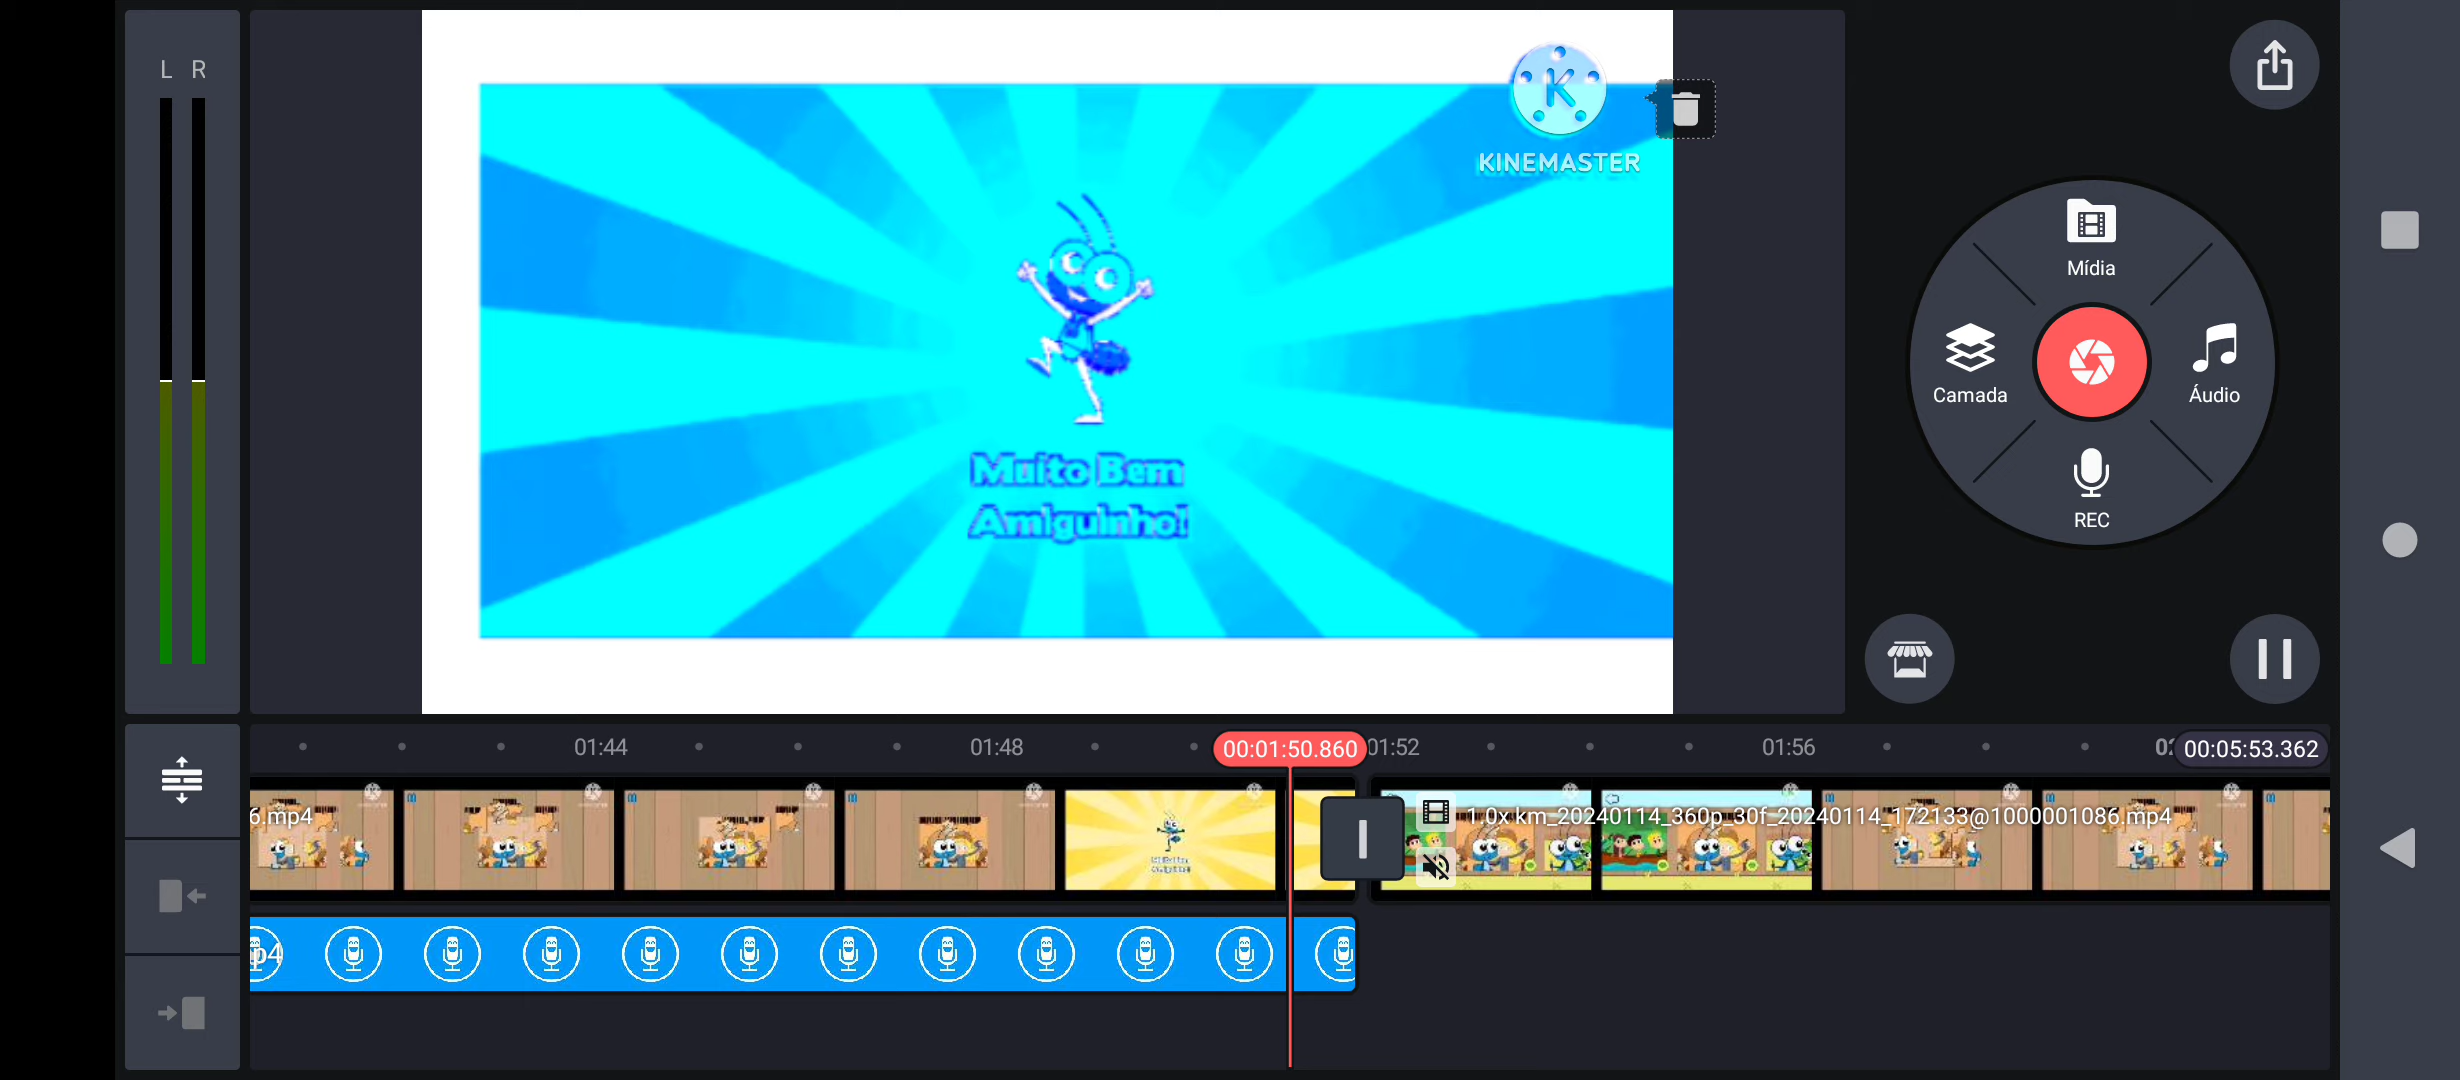 L R
KINEMASTER
Muito Bem
Amiguinho!
Mídia
Camada
Áudio
REC
01:44
01:48
00:01:50.860
01:52
01:56
00:05:53.362
6.mp4
1.0x km_20240114_360p_30f_20240114_172133@1000001086.mp4
p4